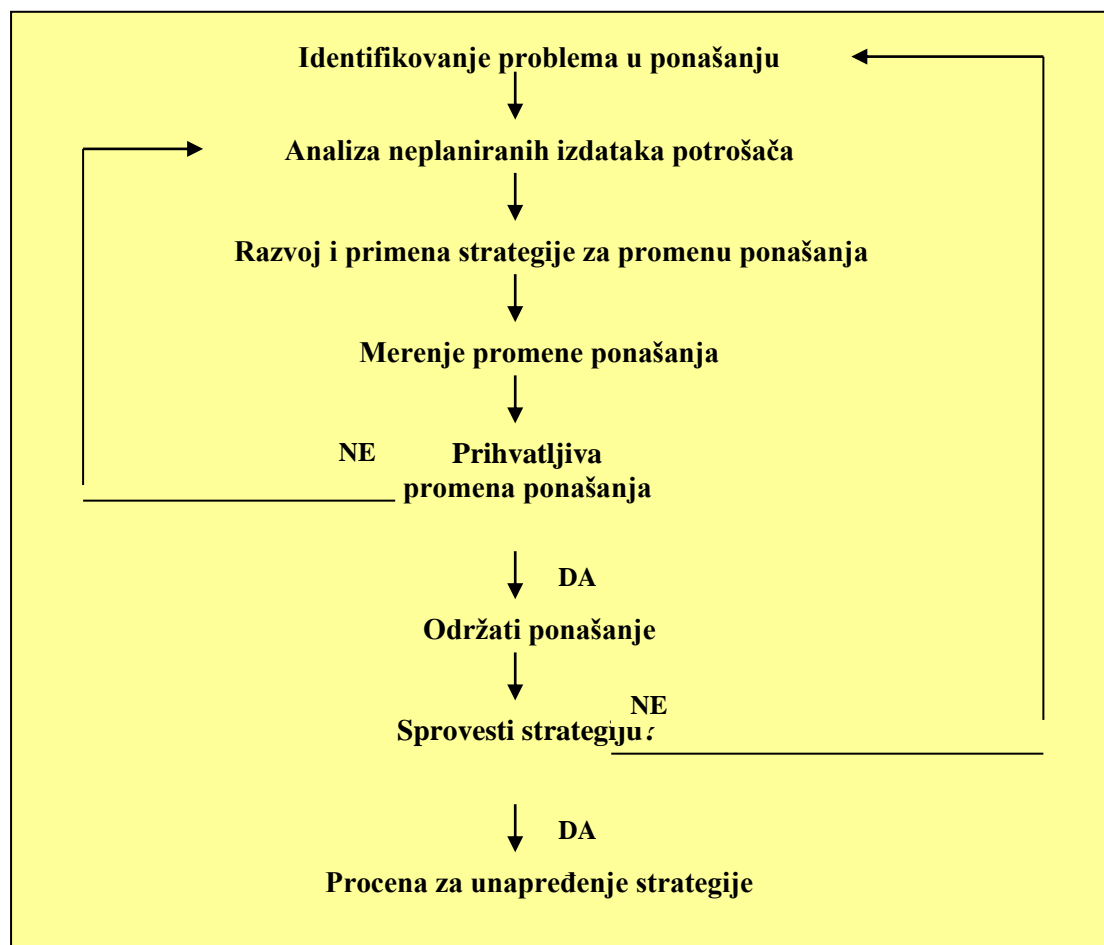 Identifikovanje problema u ponašanju
Analiza neplaniranih izdataka potrošača
Razvoj i primena strategije za promenu ponašanja
Merenje promene ponašanja
NE
Prihvatljiva
promena ponašanja
DA
Održati ponašanje
NE
Sprovesti strategiju?
DA
Procena za unapređenje strategije